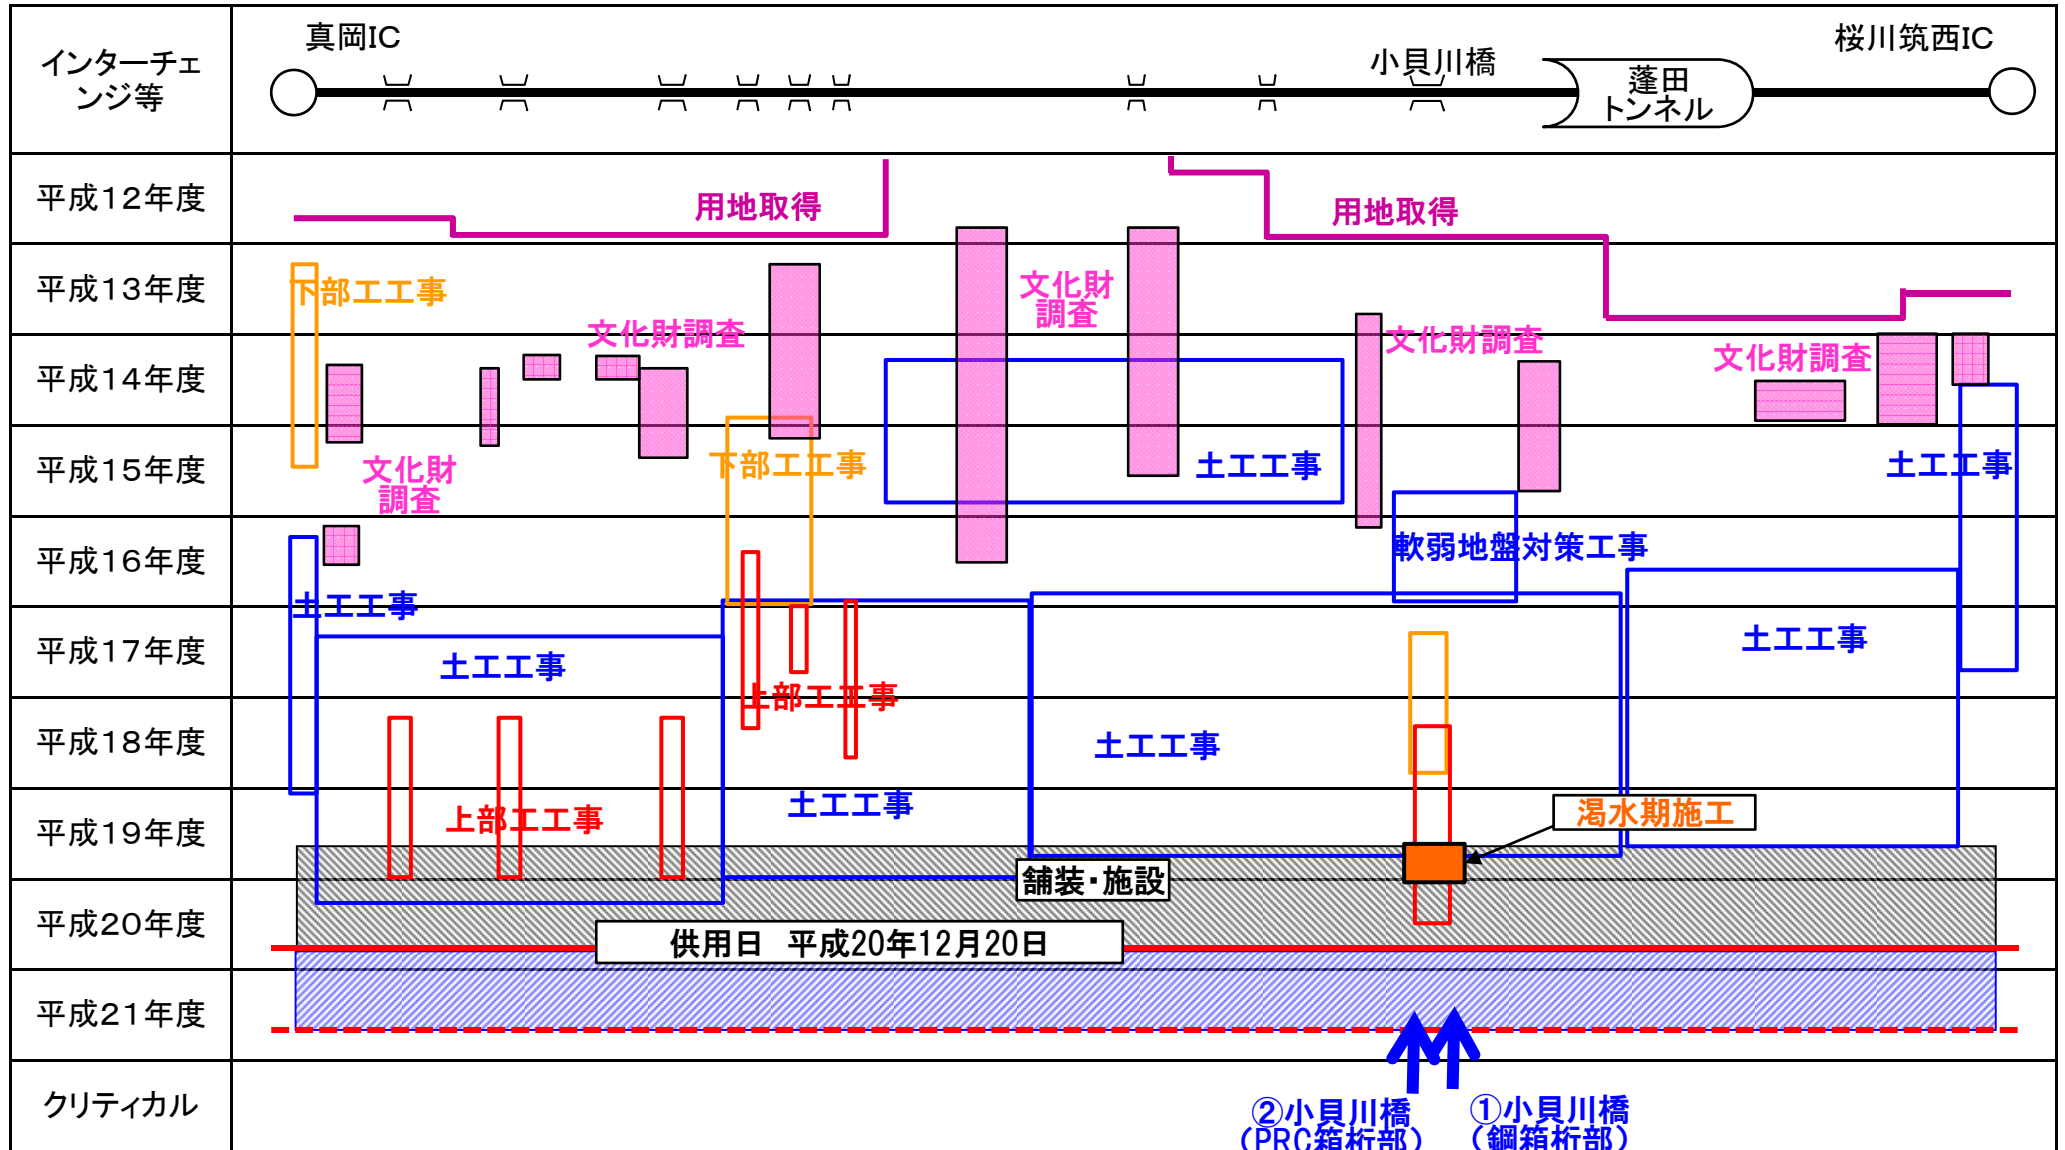 インターチェ
ンジ等
真岡IC
小貝川橋
蓬田
トンネル
桜川筑西IC
平成12年度
用地取得
用地取得
平成13年度
下部工工事
文化財
調査
文化財調査
文化財調査
平成14年度
文化財調査
平成15年度
文化財
調査
下部工工事
土工工事
土工工事
平成16年度
軟弱地盤対策工事
土工工事
平成17年度
土工工事
土工工事
上部工工事
平成18年度
土工工事
平成19年度
上部工工事
土工工事
渇水期施工
舗装・施設
平成20年度
供用日 平成20年12月20日
平成21年度
クリティカル
②小貝川橋
(PRC箱桁部)
①小貝川橋
(鋼箱桁部)